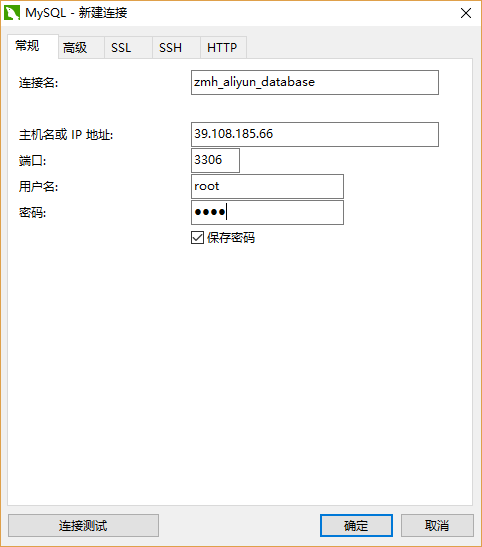 MySQL - 新建连接
常规 高级 SSL SSH HTTP
连接名: zmh_aliyun_database
主机名或 IP 地址: 39.108.185.66
端口: 3306
用户名: root
密码: ●●●●
保存密码
连接测试 确定 取消